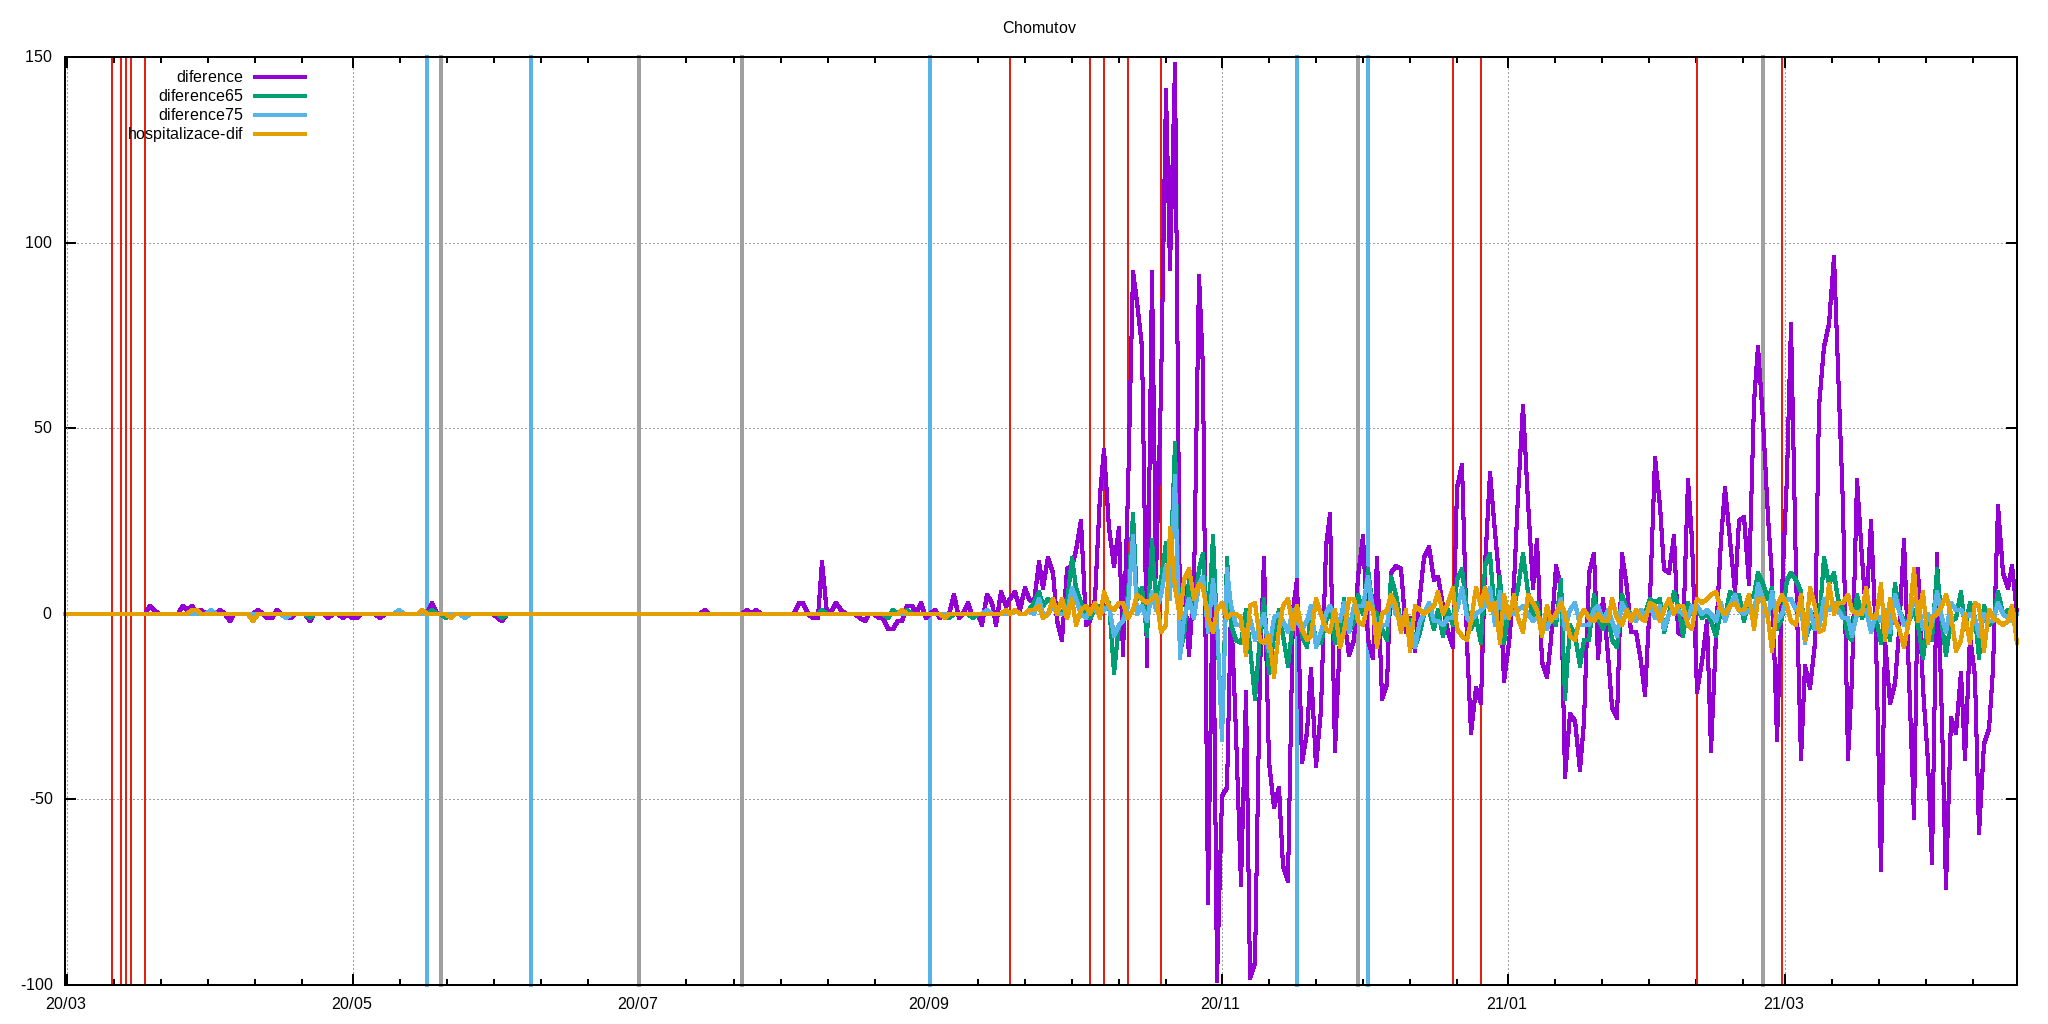 Chomutov
150
diference
diference65
diference75
hospitalizace-dif
100
50
0
-50
-100
20/03 20/05 20/07 20/09 20/11 21/01 21/03